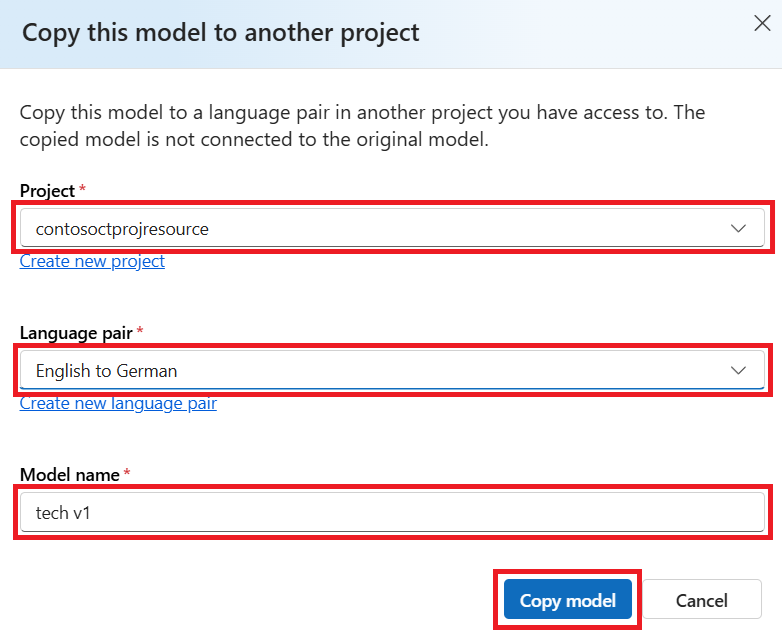 Copy this model to another project
Copy this model to a language pair in another project you have access to. The
copied model is not connected to the original model.
Project *
contosoctprojresource
Create new project
Language pair *
English to German
Create new language pair
Model name *
tech v1
Copy model
Cancel